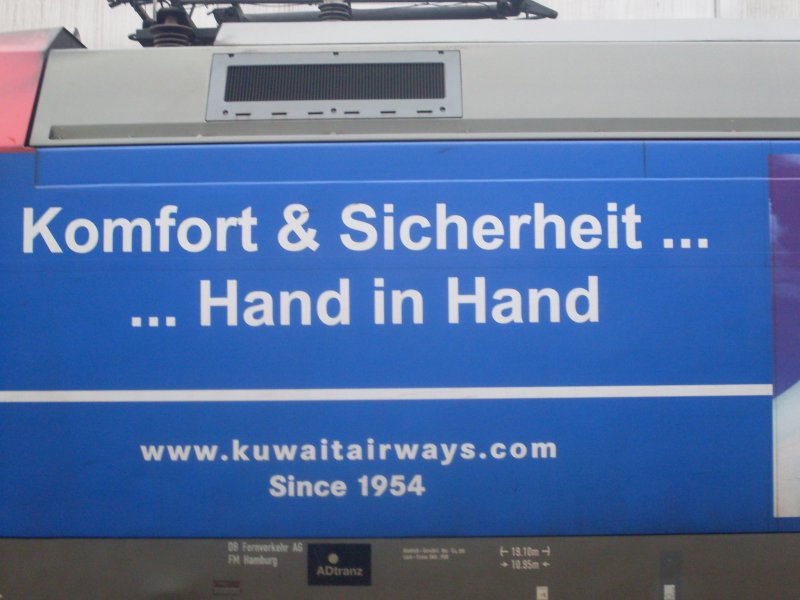 Komfort & Sicherheit ...
... Hand in Hand
www.kuwaitairways.com
Since 1954
DB Fernverkehr AG
FM Hamburg
ADtranz
19.10m
10.95m